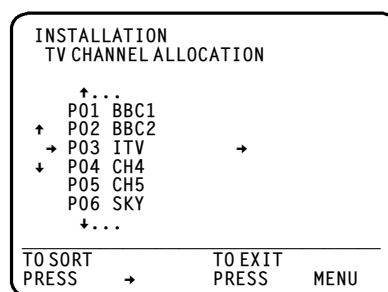 INSTALLATION
TV CHANNEL ALLOCATION
↑...
P01 BBC1
↑ P02 BBC2
→ P03 ITV →
↓ P04 CH4
P05 CH5
P06 SKY
↓...
TO SORT TO EXIT
PRESS → PRESS MENU